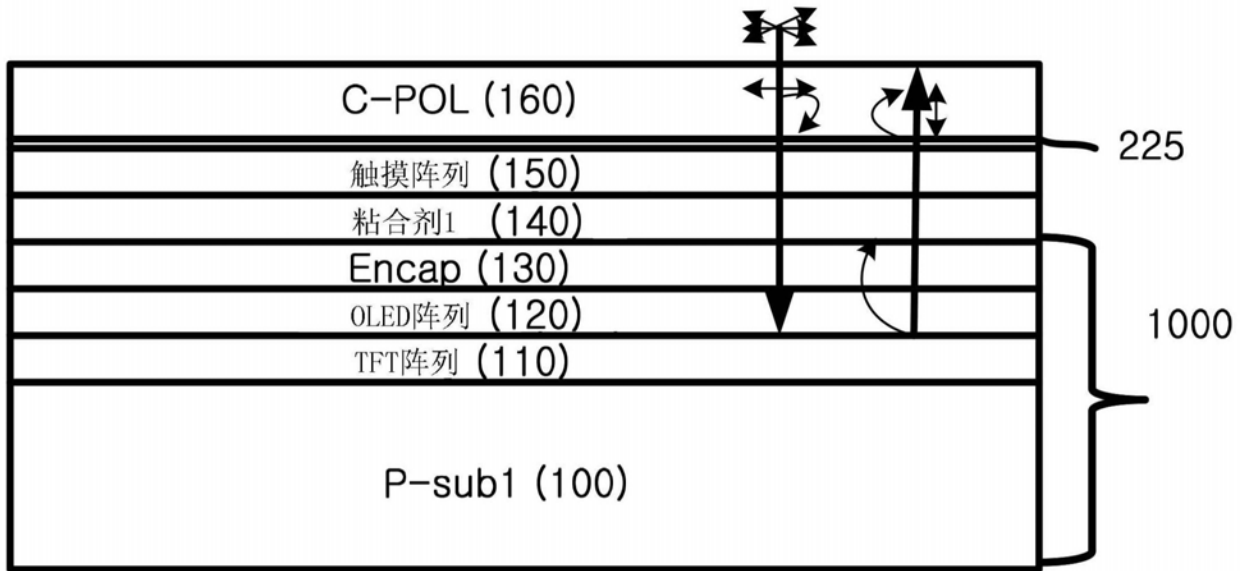 C-POL (160)
225
触摸阵列 (150)
粘合剂1 (140)
Encap (130)
OLED阵列 (120)
1000
TFT阵列 (110)
P-sub1 (100)